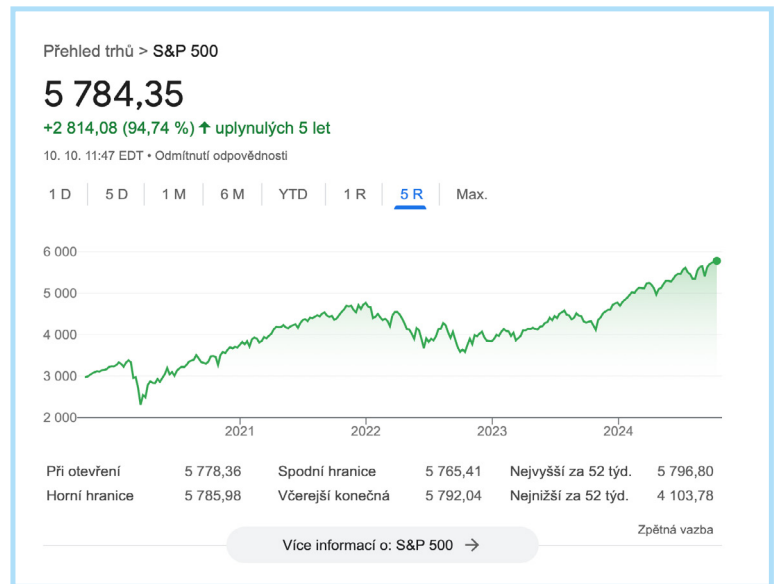 Přehled trhů > S&P 500
5 784,35
+2 814,08 (94,74 %) ↑ uplynulých 5 let
10. 10. 11:47 EDT • Odmítnutí odpovědnosti
1 D 5 D 1 M 6 M YTD 1 R 5 R Max.
6 000
5 000
4 000
3 000
2 000
2021 2022 2023 2024
Při otevření 5 778,36 Spodní hranice 5 765,41 Nejvyšší za 52 týd. 5 796,80
Horní hranice 5 785,98 Včerejší konečná 5 792,04 Nejnižší za 52 týd. 4 103,78
Zpětná vazba
Více informací o: S&P 500 →